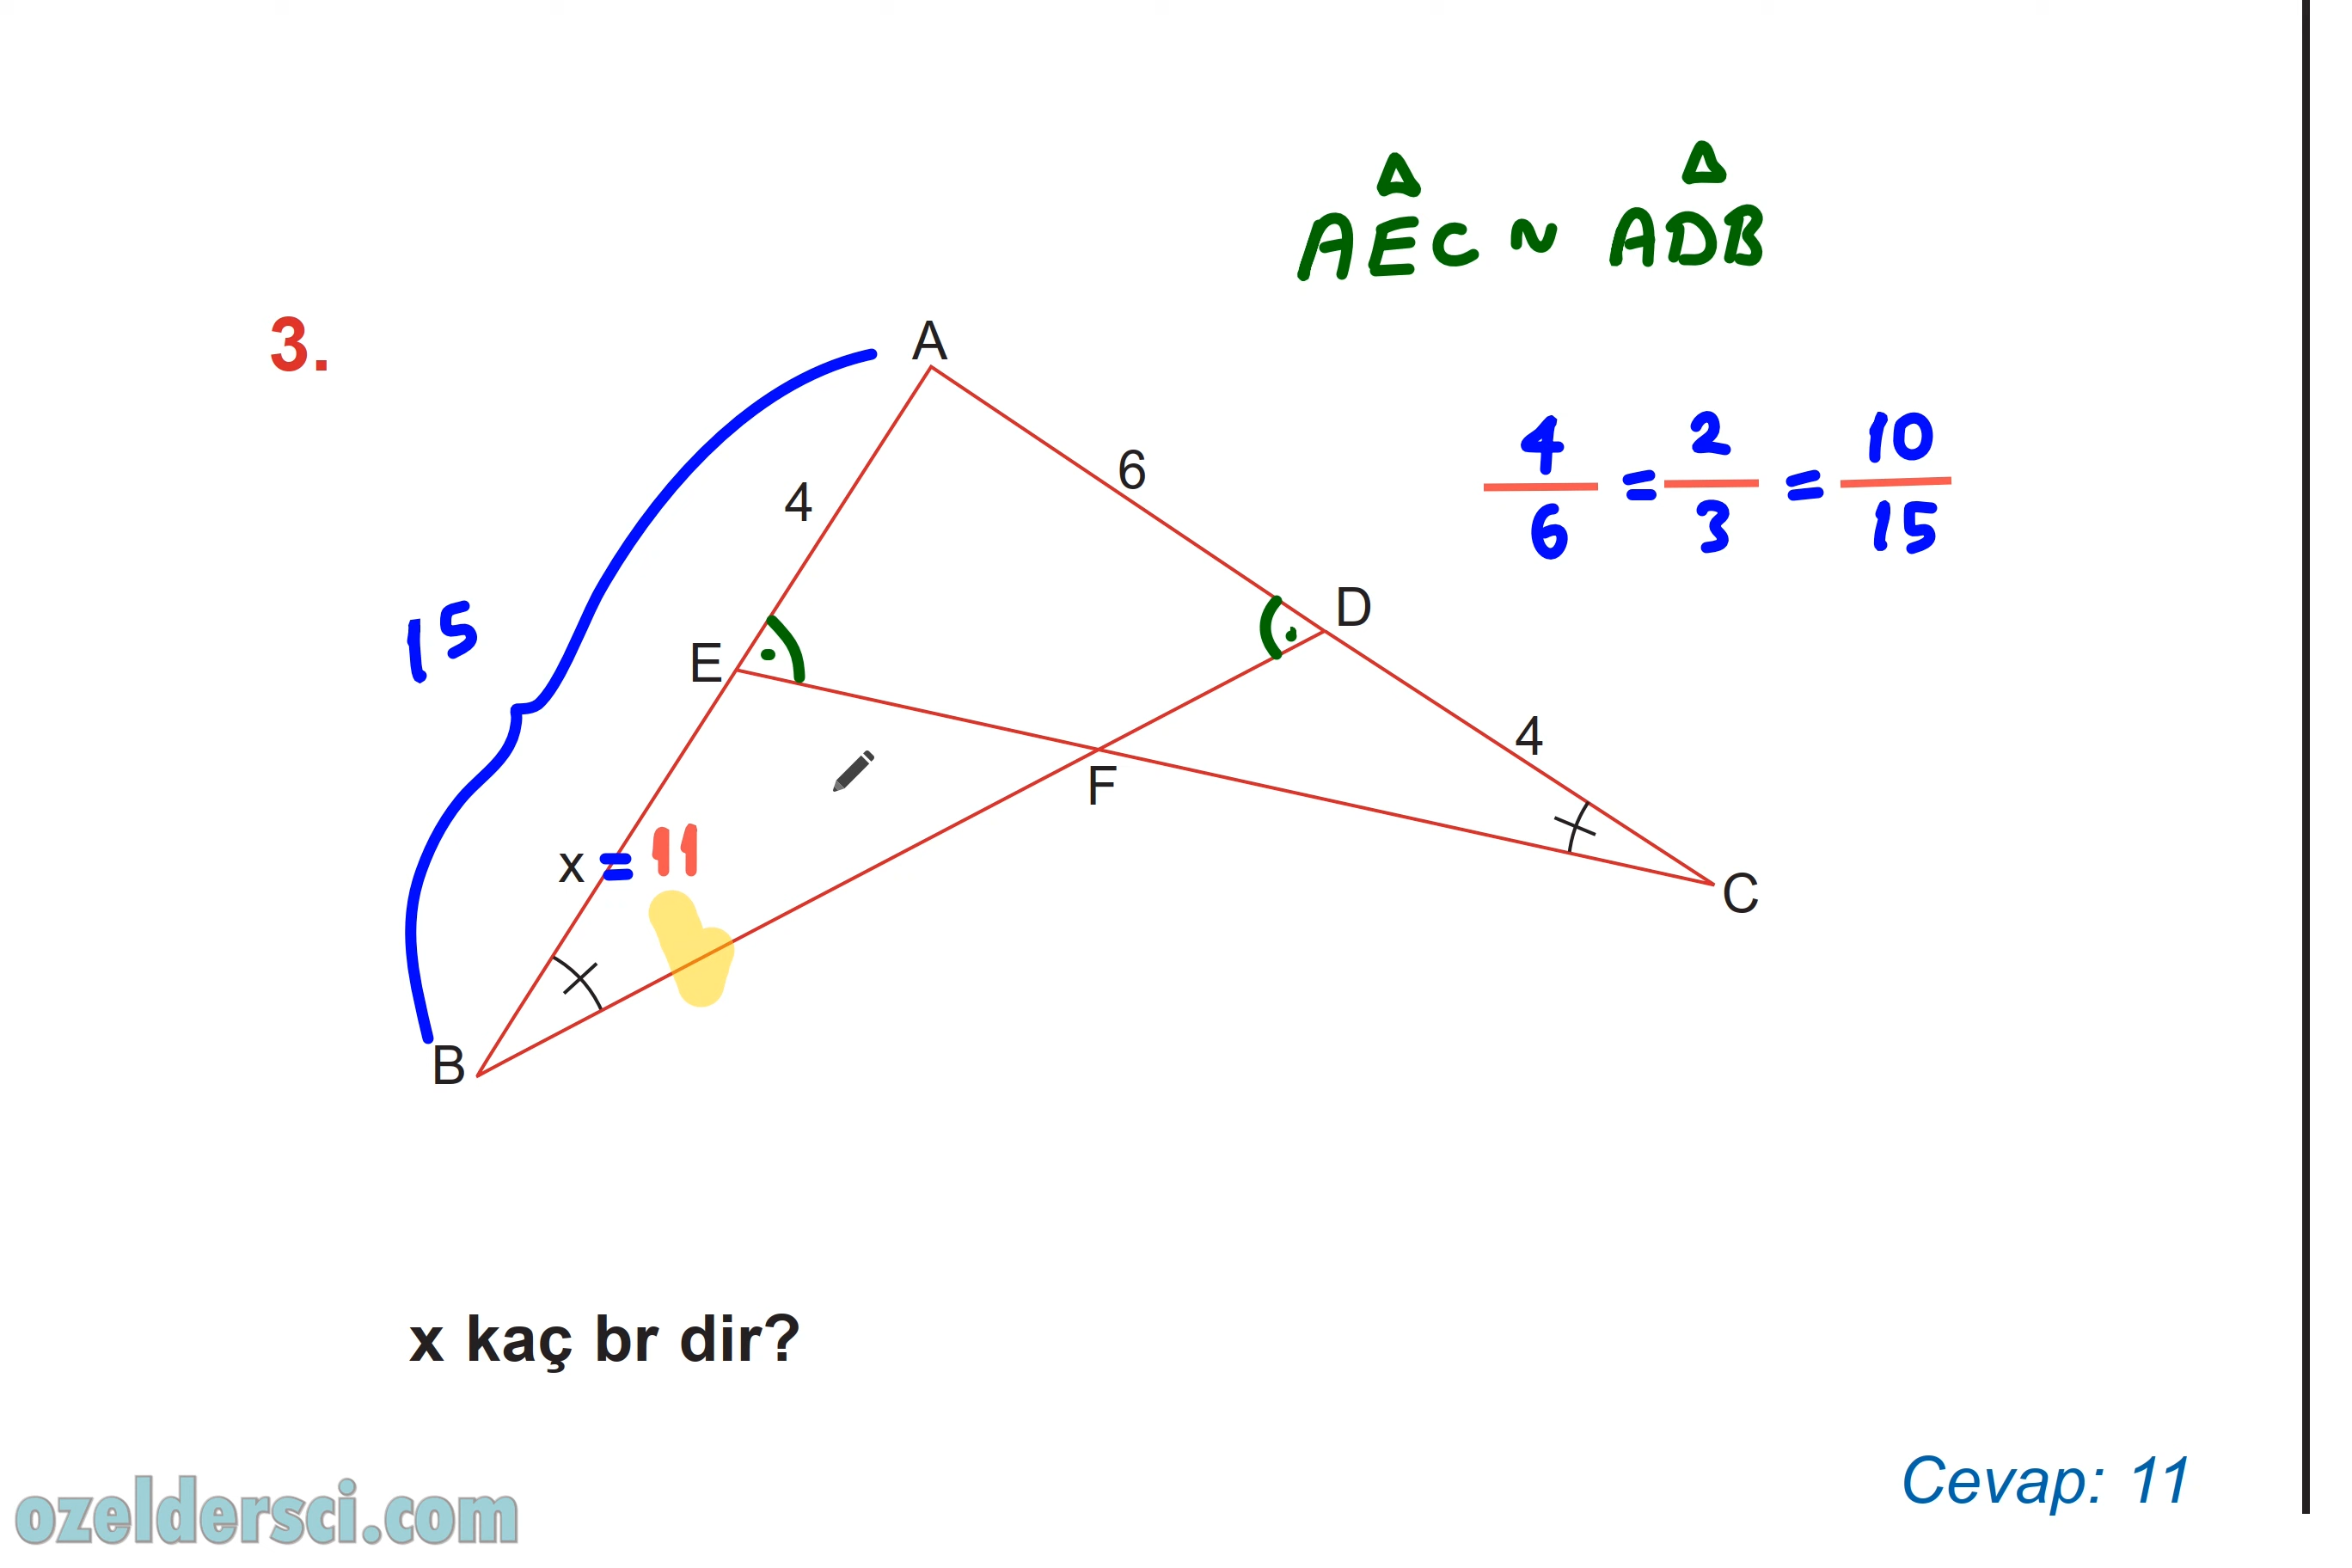 AEC ~ ADB
3.
A
6
4
4/6 = 2/3 = 10/15
15
D
E
4
F
x = 11
C
B
x kaç br dir?
Cevap: 11
ozeldersci.com